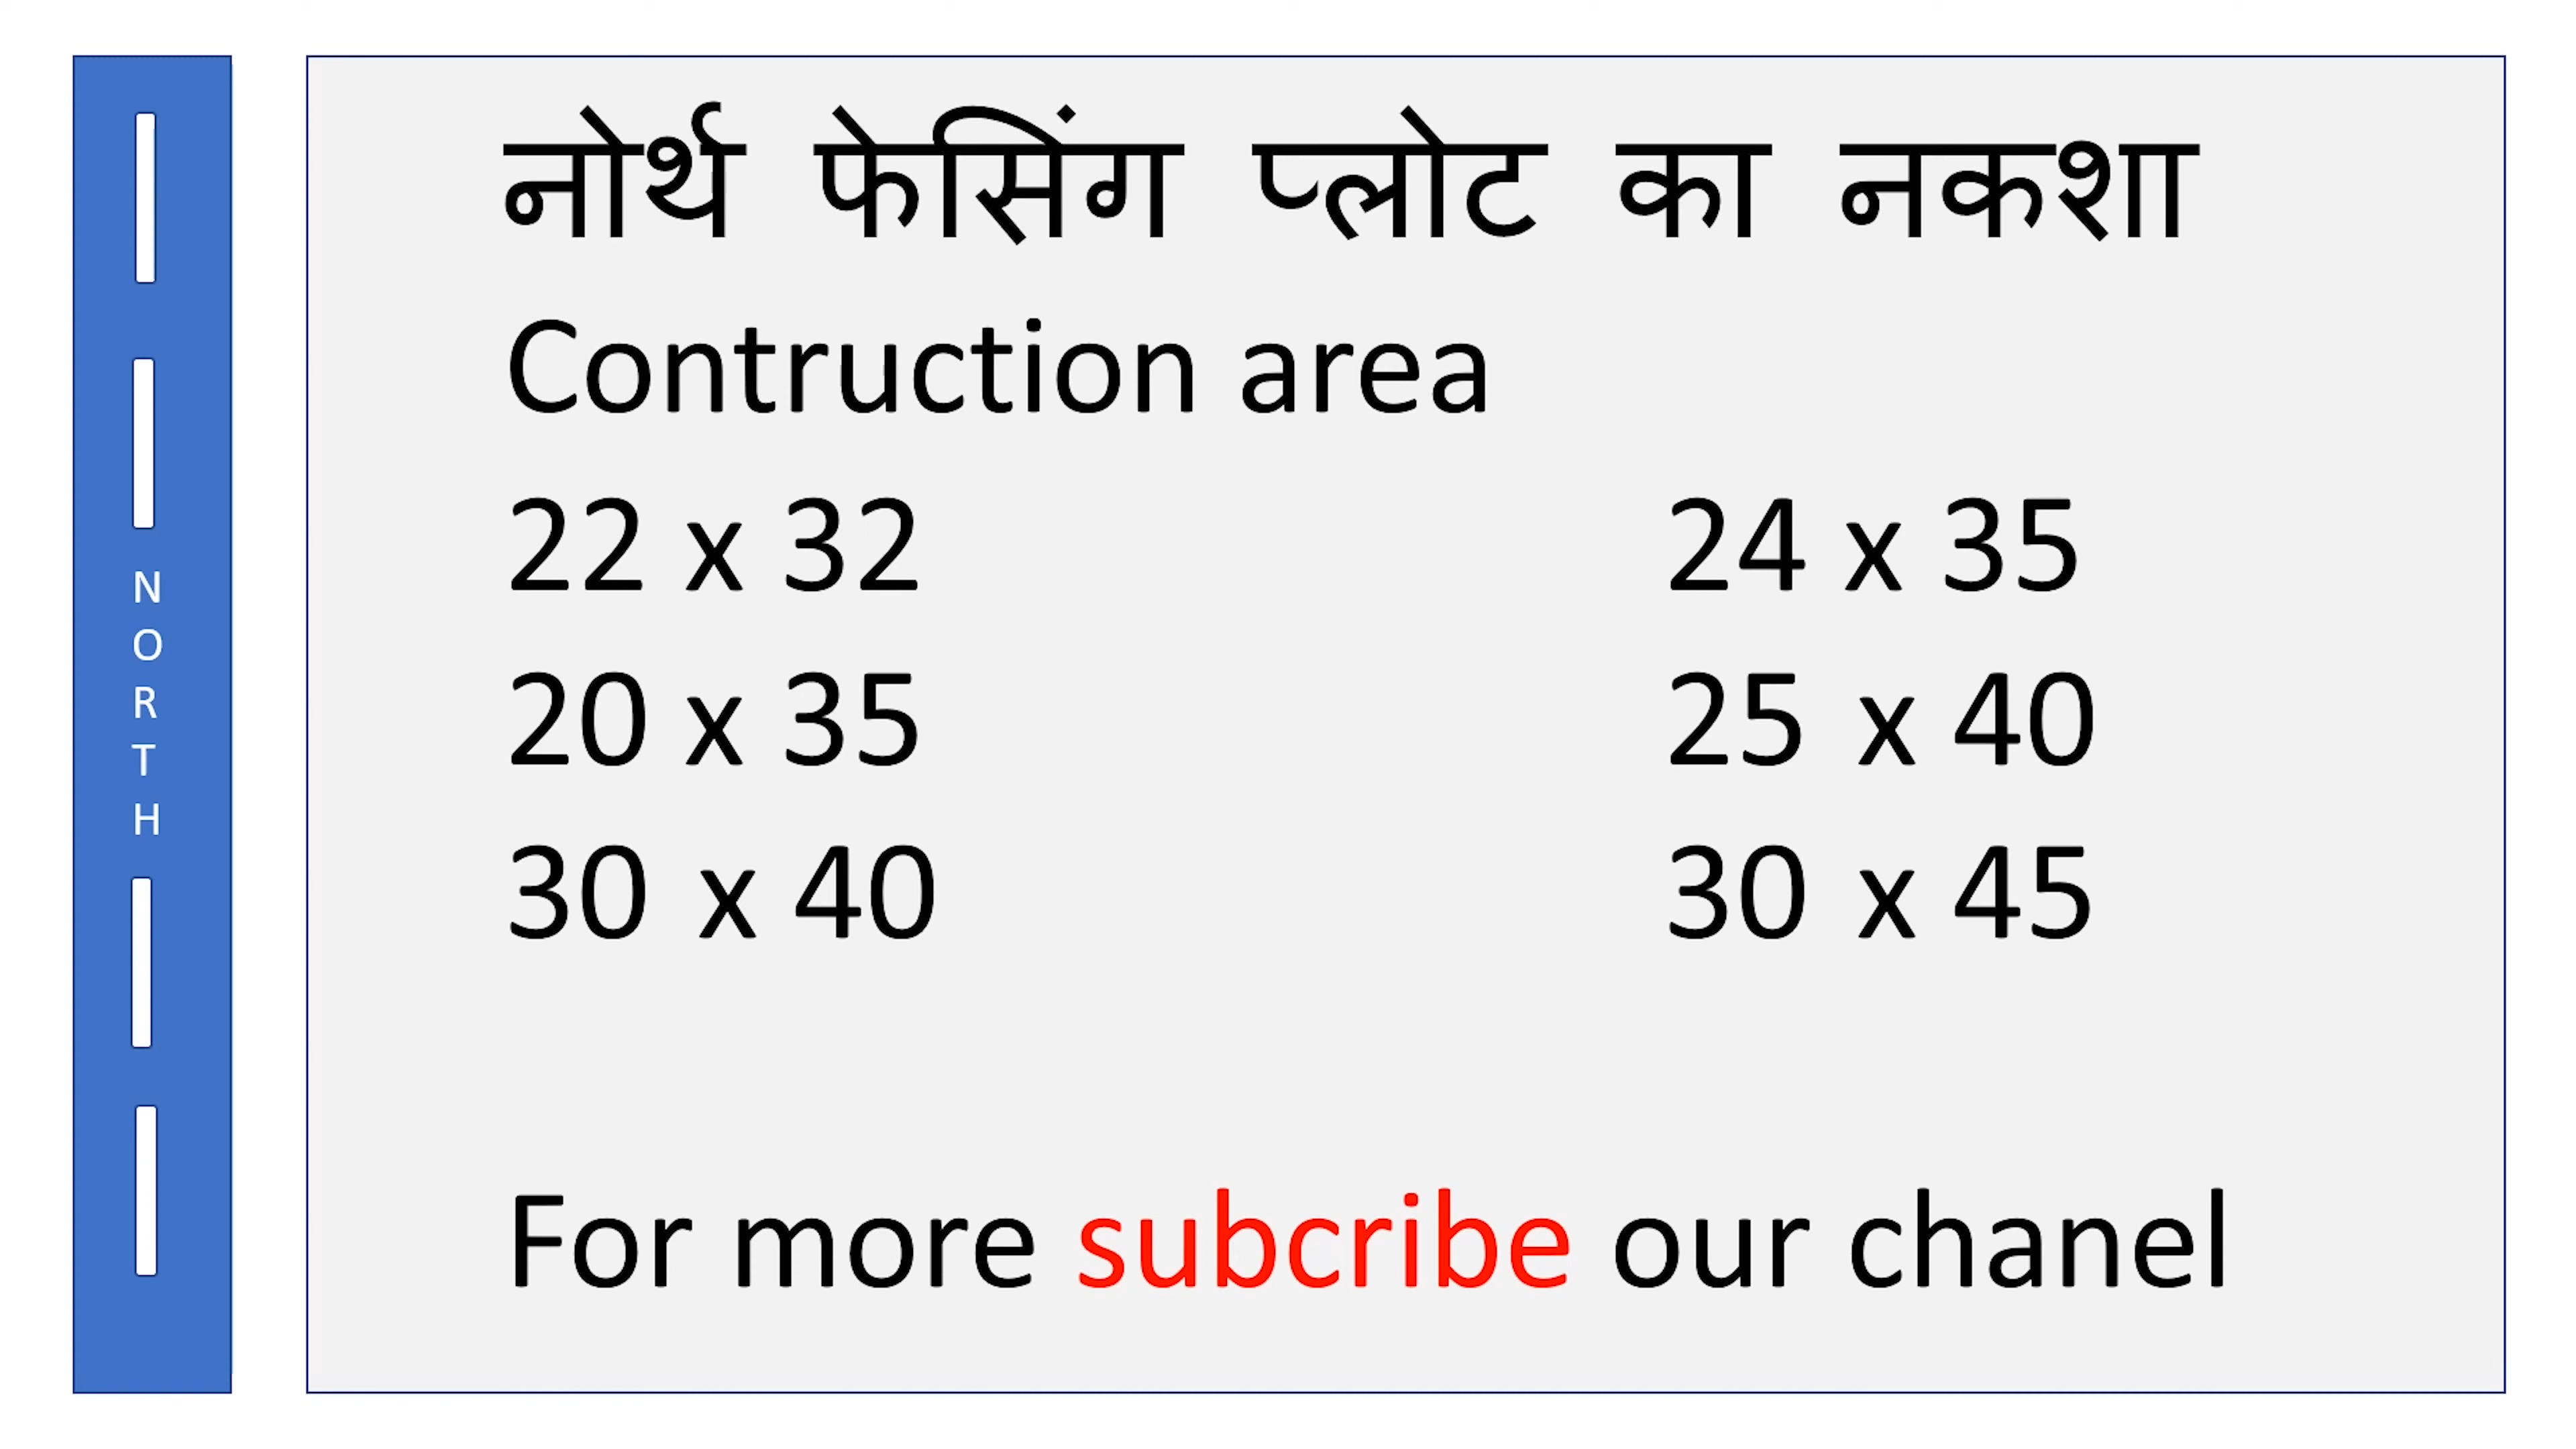 NORTH
नोर्थ फेसिंग प्लोट का नकशा
Contruction area
22 x 32 24 x 35
20 x 35 25 x 40
30 x 40 30 x 45
For more subcribe our chanel